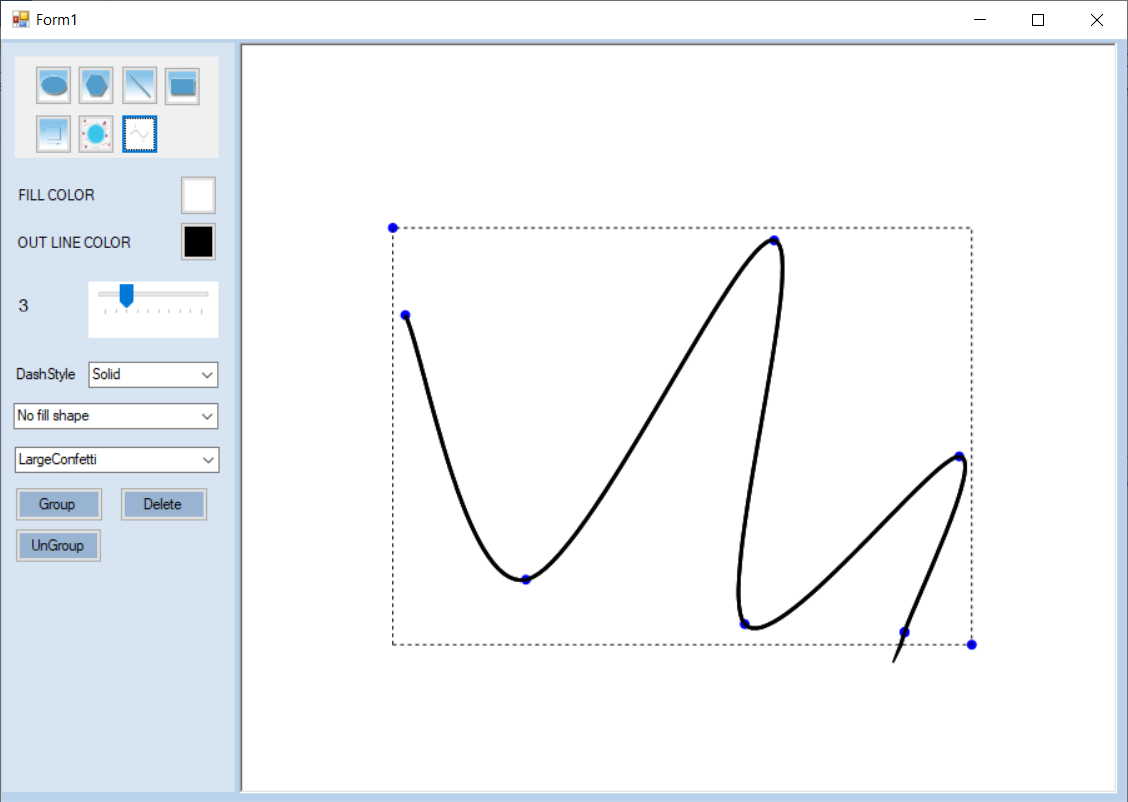 Form1
FILL COLOR
OUT LINE COLOR
3
DashStyle Solid
No fill shape
LargeConfetti
Group Delete
UnGroup